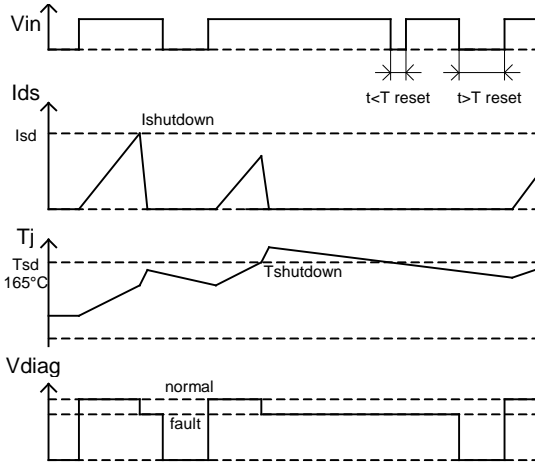 Vin
t<T reset
t>T reset
Ids
Ishutdown
Isd
Tj
Tsd
165°C
Tshutdown
Vdiag
normal
fault